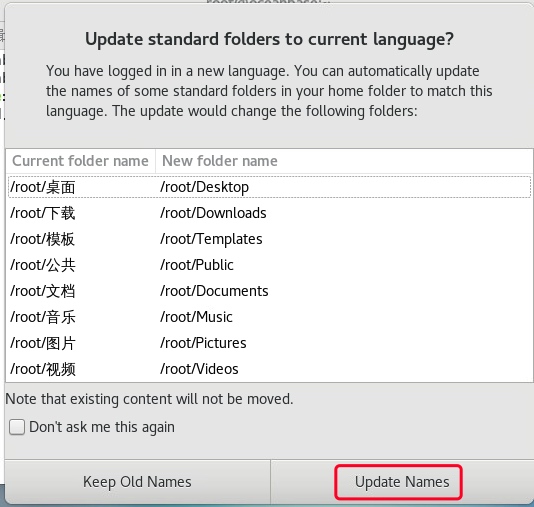 root@oceanbase:~
Update standard folders to current language?
You have logged in in a new language. You can automatically update
the names of some standard folders in your home folder to match this
language. The update would change the following folders:
Current folder name New folder name
/root/桌面 /root/Desktop
/root/下载 /root/Downloads
/root/模板 /root/Templates
/root/公共 /root/Public
/root/文档 /root/Documents
/root/音乐 /root/Music
/root/图片 /root/Pictures
/root/视频 /root/Videos
Note that existing content will not be moved.
Don't ask me this again
Keep Old Names Update Names